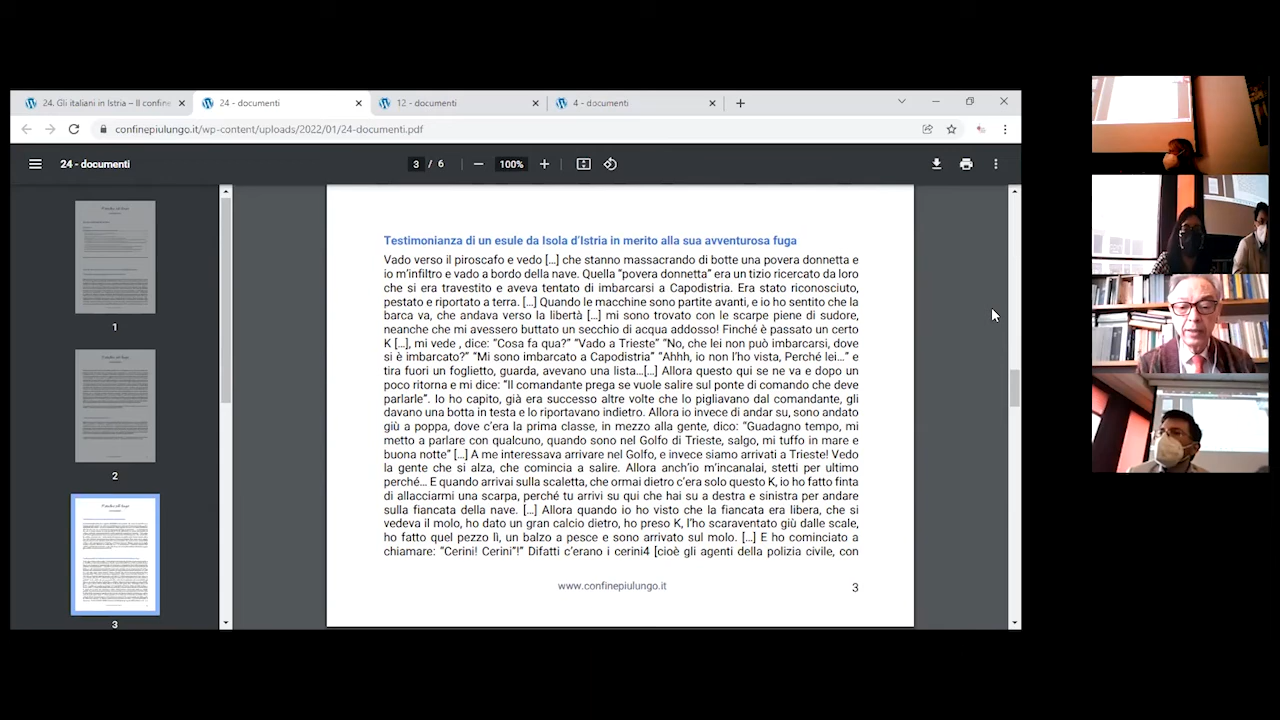 24. Gli italiani in Istria – Il confine
24 - documenti
12 - documenti
4 - documenti
confinepiulungo.it/wp-content/uploads/2022/01/24-documenti.pdf
24 - documenti
3 / 6
100%
1
2
3
Testimonianza di un esule da Isola d'Istria in merito alla sua avventurosa fuga
Vado verso il piroscafo e vedo [...] che stanno massacrando di botte una povera donnetta e
io m'infiltro e vado a bordo della nave. Quella "povera donnetta" era un tizio ricercato da loro
che si era travestito e aveva tentato di imbarcarsi a Capodistria. Era stato riconosciuto,
pestato e riportato a terra. [...] Quando le macchine sono partite avanti, e io ho sentito che la
barca va, che andavo verso la libertà [...] mi sono trovato con le scarpe piene di sudore,
neanche che mi avessero buttato un secchio di acqua addosso! Finché è passato un certo
K [...], mi vede , dice: "Cosa fa qua?" "Vado a Trieste" "No, che lei non può imbarcarsi, dove
si è imbarcato?" "Mi sono imbarcato a Capodistria" "Ahhh, io non l'ho vista, Perché lei..." e
tira fuori un foglietto, guarda, avevano una lista...[...] Allora questo qui se ne va e dopo un
poco ritorna e mi dice: "Il comandante prega se vuole salire sul ponte di comando che deve
parlarle". Io ho capito, già era successo altre volte che lo pigliavano dal comandante, gli
davano una botta in testa e lo riportavano indietro. Allora io invece di andar su, sono andato
giù a poppa, dove c'era la prima classe, in mezzo alla gente, dico: "Guadagno tempo, mi
metto a parlare con qualcuno, quando sono nel Golfo di Trieste, salgo, mi tuffo in mare e
buona notte" [...] A me interessava arrivare nel Golfo, e invece siamo arrivati a Trieste! Vedo
la gente che si alza, che comincia a salire. Allora anch'io m'incanalai, stetti per ultimo
perché... E quando arrivai sulla scaletta, che ormai dietro c'era solo questo K, io ho fatto finta
di allacciarmi una scarpa, perché tu arrivi su qui che hai su a destra e sinistra per andare
sulla fiancata della nave. [...] Allora quando io ho visto che la fiancata era libera, che si
vedeva il molo, ho dato un gran calcio dietro, ho preso K, l'ho scaraventato giù dalle scale,
ho fatto quel pezzo lì, un balzo a pesce e sono arrivato sul molo. [...] E ho cominciato a
chiamare: "Cerini! Cerini"!" Difatti c'erano i cerini4 [cioè gli agenti della polizia civile, con
www.confinepiulungo.it
3